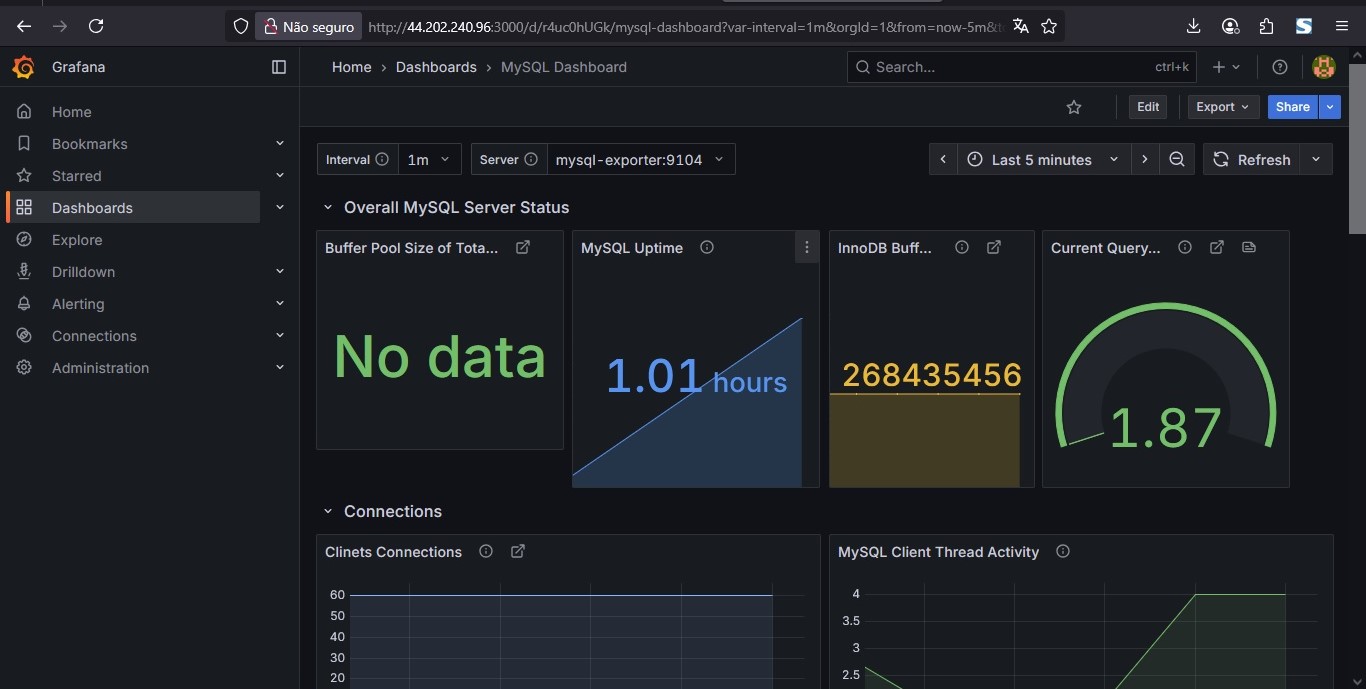 Não seguro
http://44.202.240.96:3000/d/r4uc0hUGk/mysql-dashboard?var-interval=1m&orgId=1&from=now-5m&
Grafana
Home › Dashboards › MySQL Dashboard
Search... ctrl+k
Edit Export Share
Home
Bookmarks
Starred
Dashboards
Explore
Drilldown
Alerting
Connections
Administration
Interval 1m Server mysql-exporter:9104 Last 5 minutes Refresh
Overall MySQL Server Status
Buffer Pool Size of Tota...
No data
MySQL Uptime
1.01 hours
InnoDB Buff...
268435456
Current Query...
1.87
Connections
Clinets Connections
60
50
40
30
20
MySQL Client Thread Activity
4
3.5
3
2.5